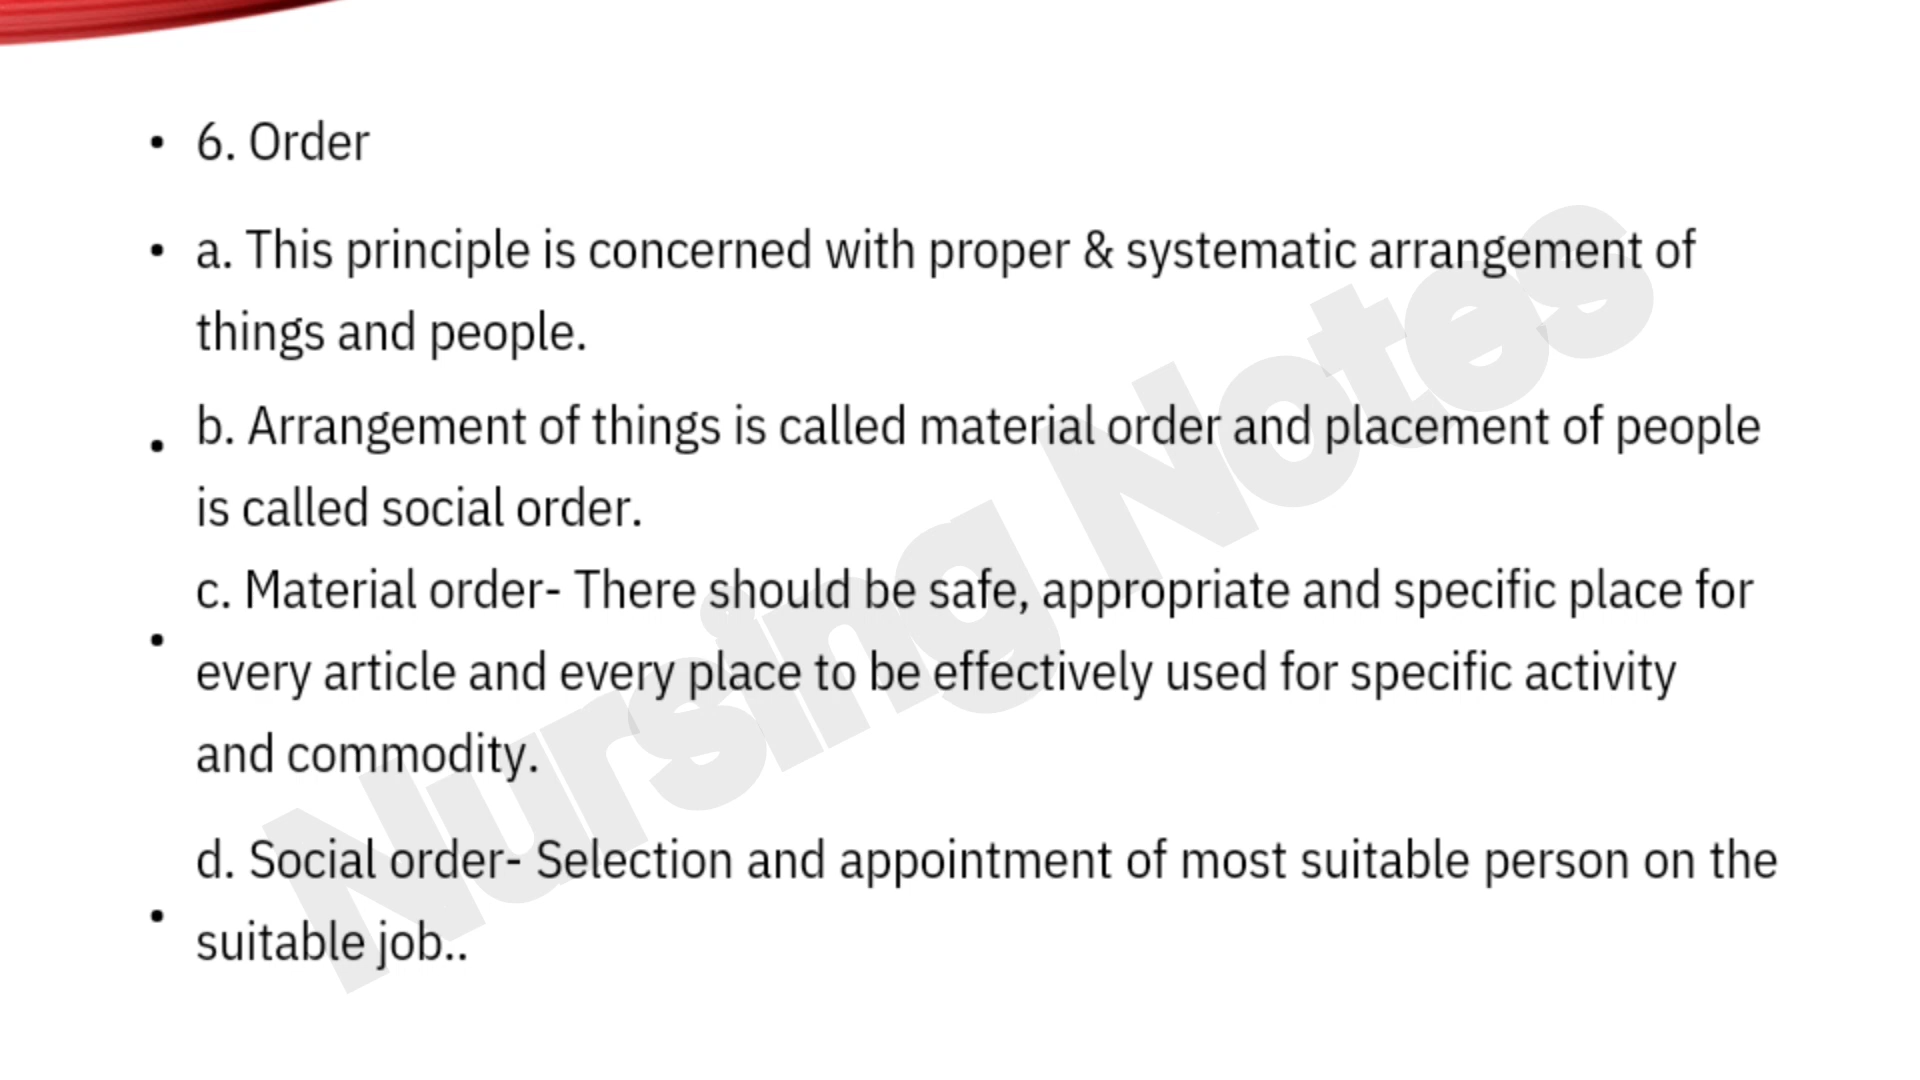 • 6. Order
• a. This principle is concerned with proper & systematic arrangement of
things and people.
• b. Arrangement of things is called material order and placement of people
is called social order.
• c. Material order- There should be safe, appropriate and specific place for
every article and every place to be effectively used for specific activity
and commodity.
• d. Social order- Selection and appointment of most suitable person on the
suitable job..
Nursing Notes